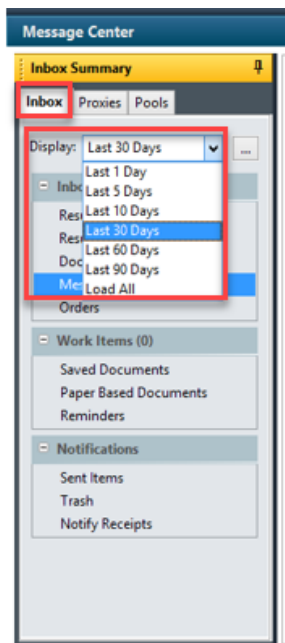 Message Center
Inbox Summary
Inbox Proxies Pools
Display: Last 30 Days ...
Last 1 Day
Last 5 Days
Last 10 Days
Last 30 Days
Last 60 Days
Last 90 Days
Load All
Orders
Work Items (0)
Saved Documents
Paper Based Documents
Reminders
Notifications
Sent Items
Trash
Notify Receipts